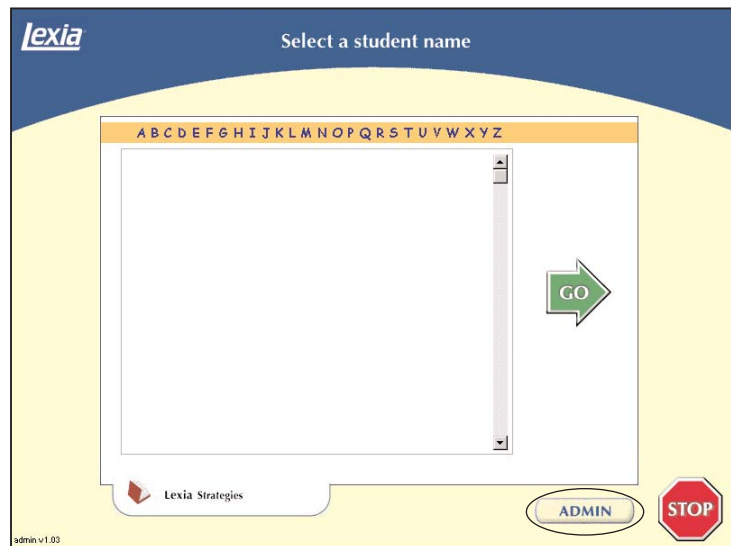 lexia
Select a student name
A B C D E F G H I J K L M N O P Q R S T U V W X Y Z
GO
Lexia Strategies
ADMIN
STOP
admin v1.03